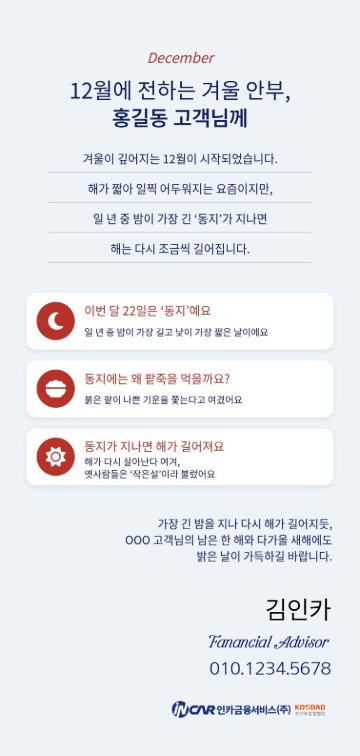 December
12월에 전하는 겨울 안부,
홍길동 고객님께
겨울이 깊어지는 12월이 시작되었습니다.
해가 짧아 일찍 어두워지는 요즘이지만,
일 년 중 밤이 가장 긴 ‘동지’가 지나면
해는 다시 조금씩 길어집니다.
이번 달 22일은 ‘동지’예요
일 년 중 밤이 가장 길고 낮이 가장 짧은 날이에요
동지에는 왜 팥죽을 먹을까요?
붉은 팥이 나쁜 기운을 쫓는다고 여겼어요
동지가 지나면 해가 길어져요
해가 다시 살아난다 여겨,
옛사람들은 ‘작은설’이라 불렀어요
가장 긴 밤을 지나 다시 해가 길어지듯,
OOO 고객님의 남은 한 해와 다가올 새해에도
밝은 날이 가득하길 바랍니다.
김인카
Fanancial Advisor
010.1234.5678
INCAR 인카금융서비스(주) KOSDAQ
코스닥상장법인